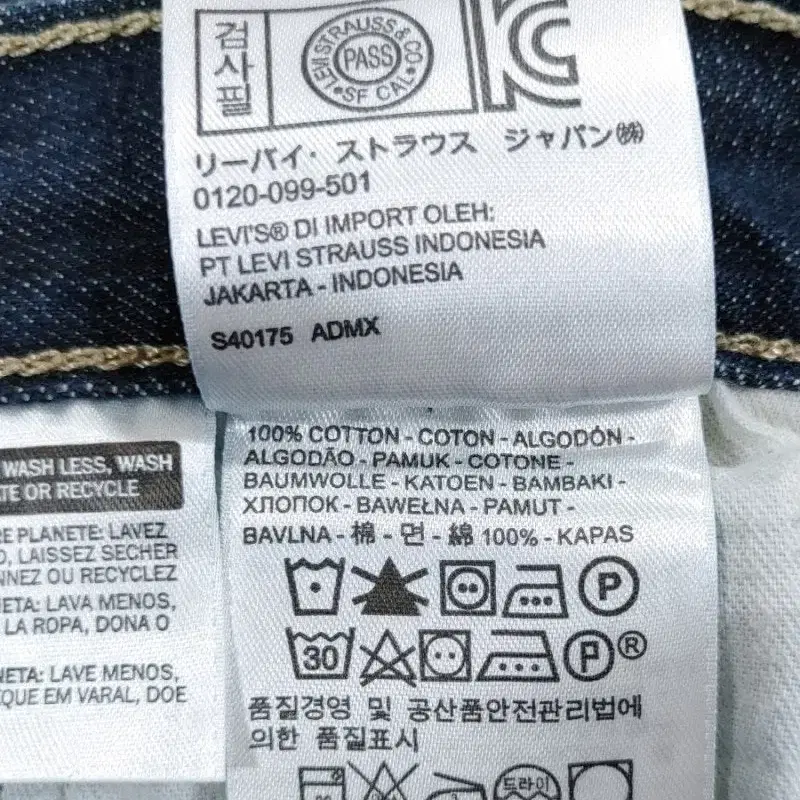 검사필
LEVI STRAUSS & CO
PASS
SF CAL
リーバイ・ストラウス ジャパン㈱
0120-099-501
LEVI'S® DI IMPORT OLEH:
PT LEVI STRAUSS INDONESIA
JAKARTA - INDONESIA
S40175 ADMX
100% COTTON - COTON - ALGODÓN -
ALGODÃO - PAMUK - COTONE -
BAUMWOLLE - KATOEN - BAMBAKI -
ХЛОПОК - BAWEŁNA - PAMUT -
BAVLNA - 棉 - 면 - 綿 100% - KAPAS
P
30 P ®
품질경영 및 공산품안전관리법에
의한 품질표시
드라이
WASH LESS, WASH
OR RECYCLE
PLANETE: LAVEZ
LAISSEZ SECHER
OU RECYCLEZ
LAVA MENOS,
LA ROPA, DONA O
LAVE MENOS,
EM VARAL, DOE